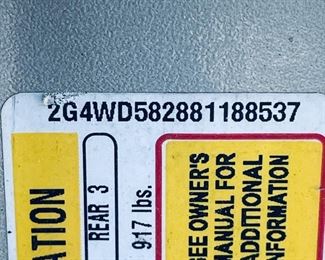 2G4WD582881188537
ATION
REAR 3
917 lbs.
SEE OWNER'S
MANUAL FOR
ADDITIONAL
INFORMATION